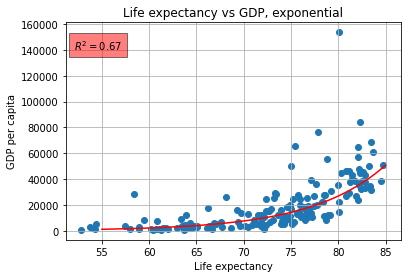 Life expectancy vs GDP, exponential
R² = 0.67
GDP per capita
160000
140000
120000
100000
80000
60000
40000
20000
0
55 60 65 70 75 80 85
Life expectancy